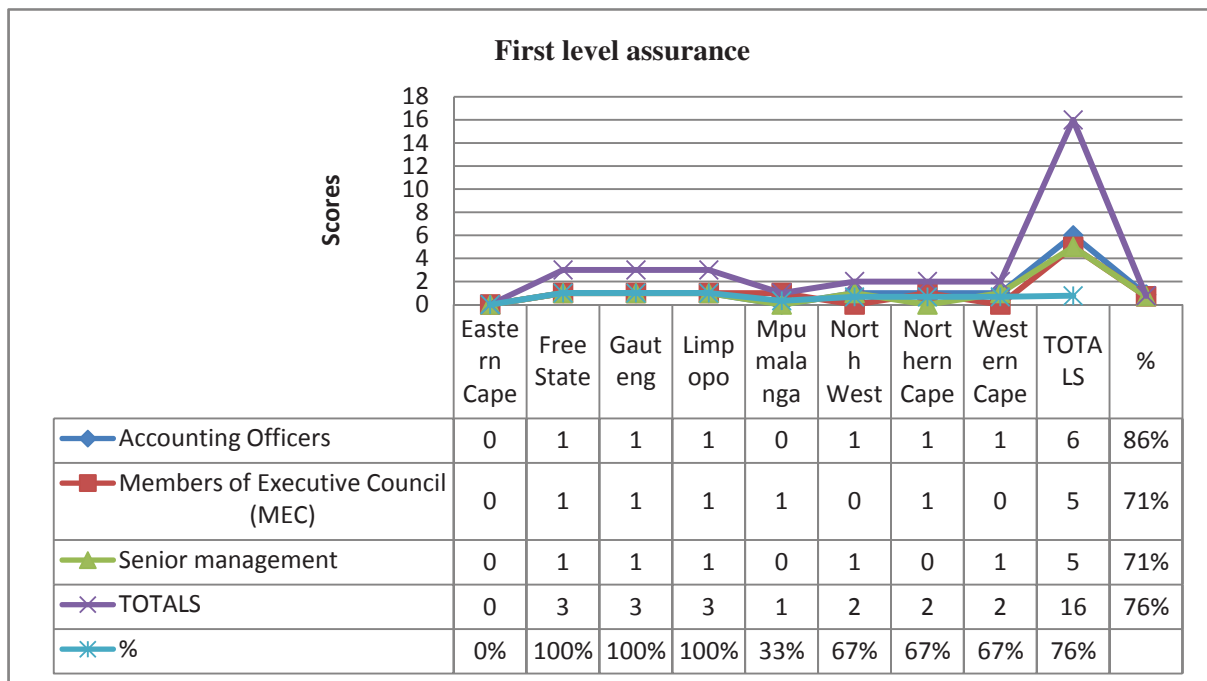 First level assurance
Scores
18
16
14
12
10
8
6
4
2
0
Easte
rn
Cape
Free
State
Gaut
eng
Limp
opo
Mpu
mala
nga
Nort
h
West
Nort
hern
Cape
West
ern
Cape
TOTA
LS
%
Accounting Officers 0 1 1 1 0 1 1 1 6 86%
Members of Executive Council
(MEC) 0 1 1 1 1 0 1 0 5 71%
Senior management 0 1 1 1 0 1 0 1 5 71%
TOTALS 0 3 3 3 1 2 2 2 16 76%
% 0% 100% 100% 100% 33% 67% 67% 67% 76%